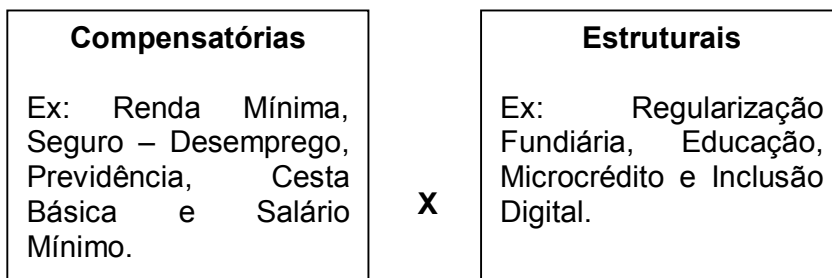 Compensatórias
Ex: Renda Mínima,
Seguro – Desemprego,
Previdência, Cesta
Básica e Salário
Mínimo.
X
Estruturais
Ex: Regularização
Fundiária, Educação,
Microcrédito e Inclusão
Digital.